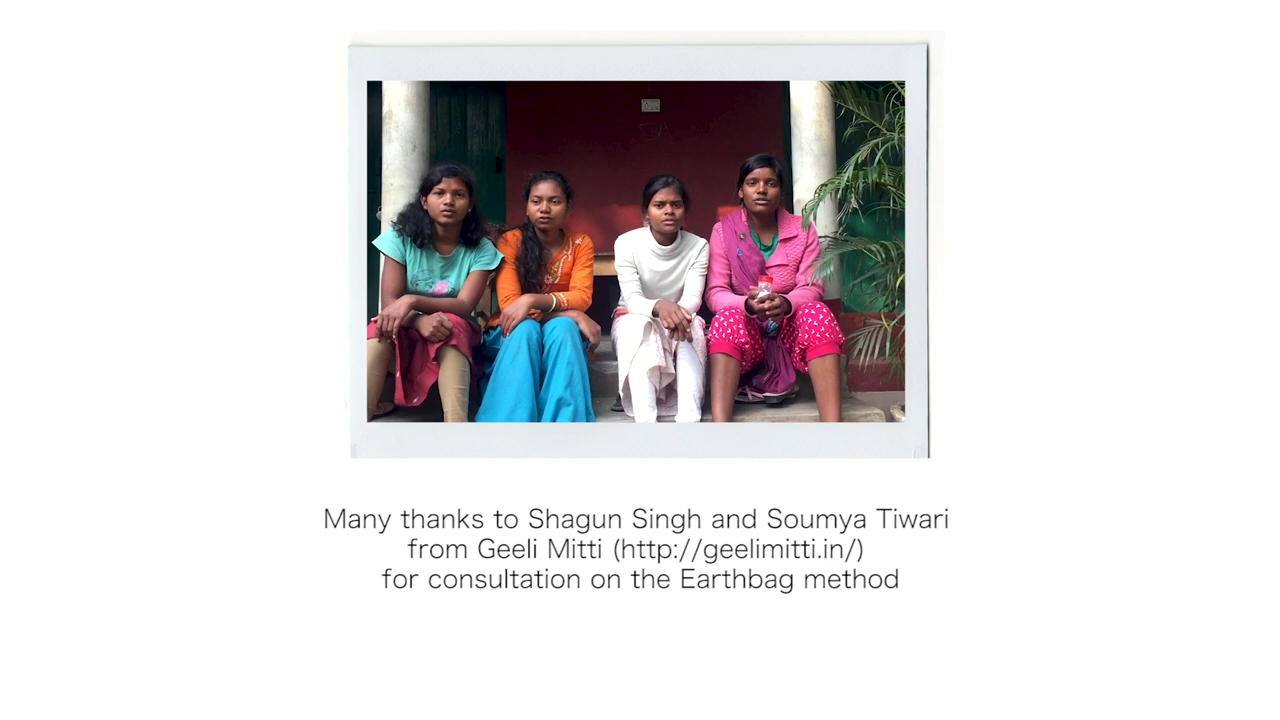 Many thanks to Shagun Singh and Soumya Tiwari
from Geeli Mitti (http://geelimitti.in/)
for consultation on the Earthbag method